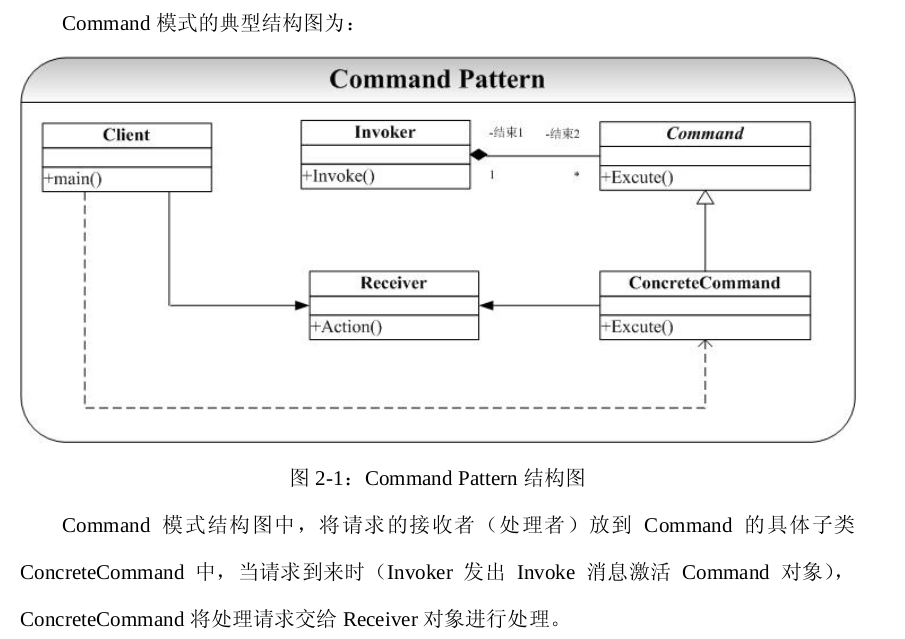 Command 模式的典型结构图为：
Command Pattern
Client
+main()
Invoker
+Invoke()
-结束1
-结束2
1
*
Command
+Excute()
Receiver
+Action()
ConcreteCommand
+Excute()
图 2-1：Command Pattern 结构图
Command 模式结构图中，将请求的接收者（处理者）放到 Command 的具体子类
ConcreteCommand 中，当请求到来时（Invoker 发出 Invoke 消息激活 Command 对象），
ConcreteCommand 将处理请求交给 Receiver 对象进行处理。